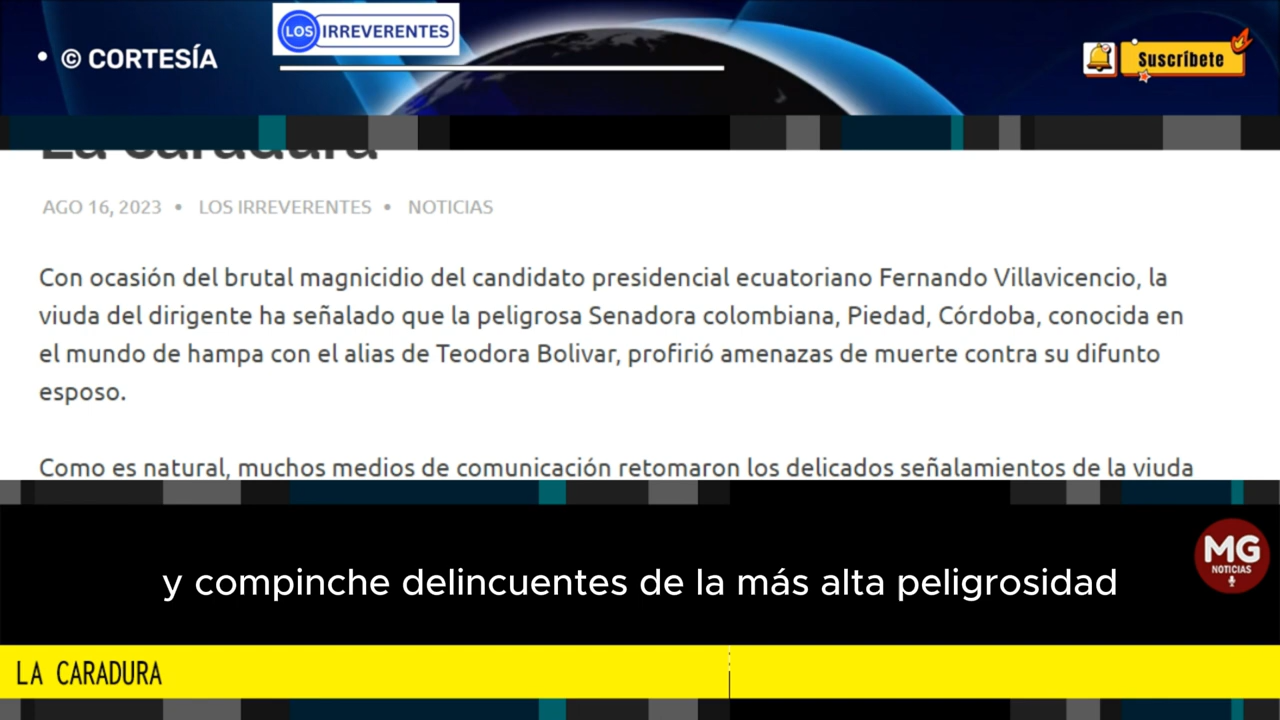 • © CORTESÍA
LOS IRREVERENTES
Suscríbete
La caradura
AGO 16, 2023 • LOS IRREVERENTES • NOTICIAS
Con ocasión del brutal magnicidio del candidato presidencial ecuatoriano Fernando Villavicencio, la
viuda del dirigente ha señalado que la peligrosa Senadora colombiana, Piedad, Córdoba, conocida en
el mundo de hampa con el alias de Teodora Bolivar, profirió amenazas de muerte contra su difunto
esposo.
Como es natural, muchos medios de comunicación retomaron los delicados señalamientos de la viuda
MG
NOTICIAS
y compinche delincuentes de la más alta peligrosidad
LA CARADURA